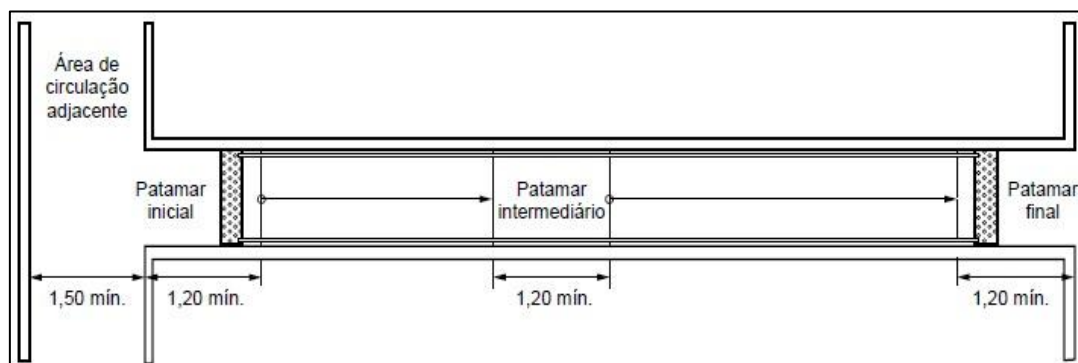 Área de
circulação
adjacente
Patamar
inicial
Patamar
intermediário
Patamar
final
1,50 mín.
1,20 mín.
1,20 mín.
1,20 mín.